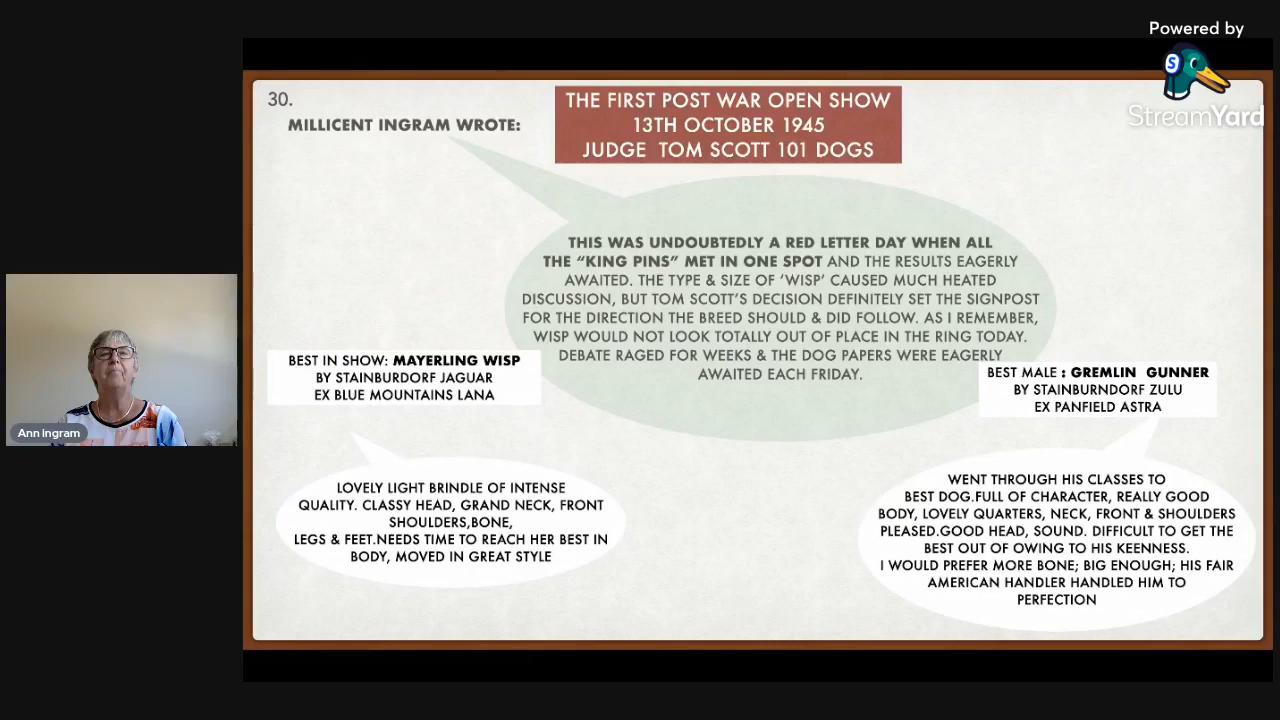 Powered by
S
StreamYard
30.
MILLICENT INGRAM WROTE:
THE FIRST POST WAR OPEN SHOW
13TH OCTOBER 1945
JUDGE TOM SCOTT 101 DOGS
THIS WAS UNDOUBTEDLY A RED LETTER DAY WHEN ALL
THE “KING PINS” MET IN ONE SPOT AND THE RESULTS EAGERLY
AWAITED. THE TYPE & SIZE OF ‘WISP’ CAUSED MUCH HEATED
DISCUSSION, BUT TOM SCOTT’S DECISION DEFINITELY SET THE SIGNPOST
FOR THE DIRECTION THE BREED SHOULD & DID FOLLOW. AS I REMEMBER,
WISP WOULD NOT LOOK TOTALLY OUT OF PLACE IN THE RING TODAY.
DEBATE RAGED FOR WEEKS & THE DOG PAPERS WERE EAGERLY
AWAITED EACH FRIDAY.
BEST IN SHOW: MAYERLING WISP
BY STAINBURDORF JAGUAR
EX BLUE MOUNTAINS LANA
BEST MALE : GREMLIN GUNNER
BY STAINBURNDORF ZULU
EX PANFIELD ASTRA
Ann Ingram
LOVELY LIGHT BRINDLE OF INTENSE
QUALITY. CLASSY HEAD, GRAND NECK, FRONT
SHOULDERS,BONE,
LEGS & FEET.NEEDS TIME TO REACH HER BEST IN
BODY, MOVED IN GREAT STYLE
WENT THROUGH HIS CLASSES TO
BEST DOG.FULL OF CHARACTER, REALLY GOOD
BODY, LOVELY QUARTERS, NECK, FRONT & SHOULDERS
PLEASED.GOOD HEAD, SOUND. DIFFICULT TO GET THE
BEST OUT OF OWING TO HIS KEENNESS.
I WOULD PREFER MORE BONE; BIG ENOUGH; HIS FAIR
AMERICAN HANDLER HANDLED HIM TO
PERFECTION